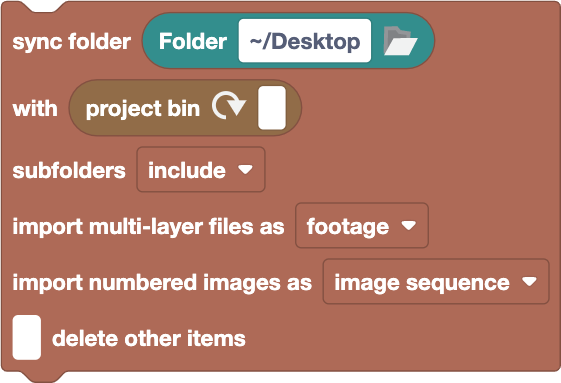 sync folder Folder ~/Desktop
with project bin
subfolders include
import multi-layer files as footage
import numbered images as image sequence
delete other items